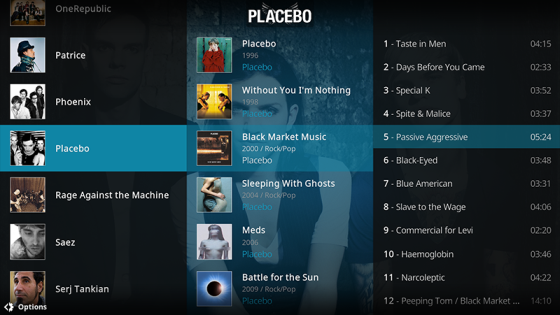 OneRepublic
Patrice
Phoenix
Placebo
Rage Against the Machine
Saez
Serj Tankian
Options
PLACEBO
Placebo
1996
Placebo
Without You I'm Nothing
1998
Placebo
Black Market Music
2000 / Rock/Pop
Placebo
Sleeping With Ghosts
2004 / Rock/Pop
Placebo
Meds
2006
Placebo
Battle for the Sun
2009 / Rock/Pop
Placebo
1 - Taste in Men 04:15
2 - Days Before You Came 02:33
3 - Special K 03:52
4 - Spite & Malice 03:37
5 - Passive Aggressive 05:24
6 - Black-Eyed 03:48
7 - Blue American 03:31
8 - Slave to the Wage 04:06
9 - Commercial for Levi 02:20
10 - Haemoglobin 03:46
11 - Narcoleptic 04:22
12 - Peeping Tom / Black Market ... 14:10